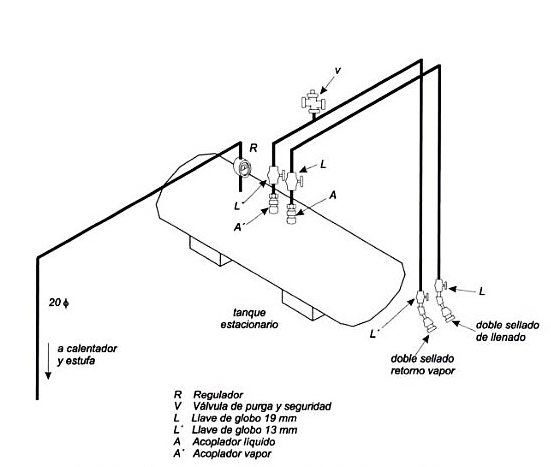 v
R
L
L´
A
A´
20 ϕ
L
tanque
estacionario
L´
doble sellado
de llenado
a calentador
y estufa
doble sellado
retorno vapor
R Regulador
V Válvula de purga y seguridad
L Llave de globo 19 mm
L´ Llave de globo 13 mm
A Acoplador líquido
A´ Acoplador vapor